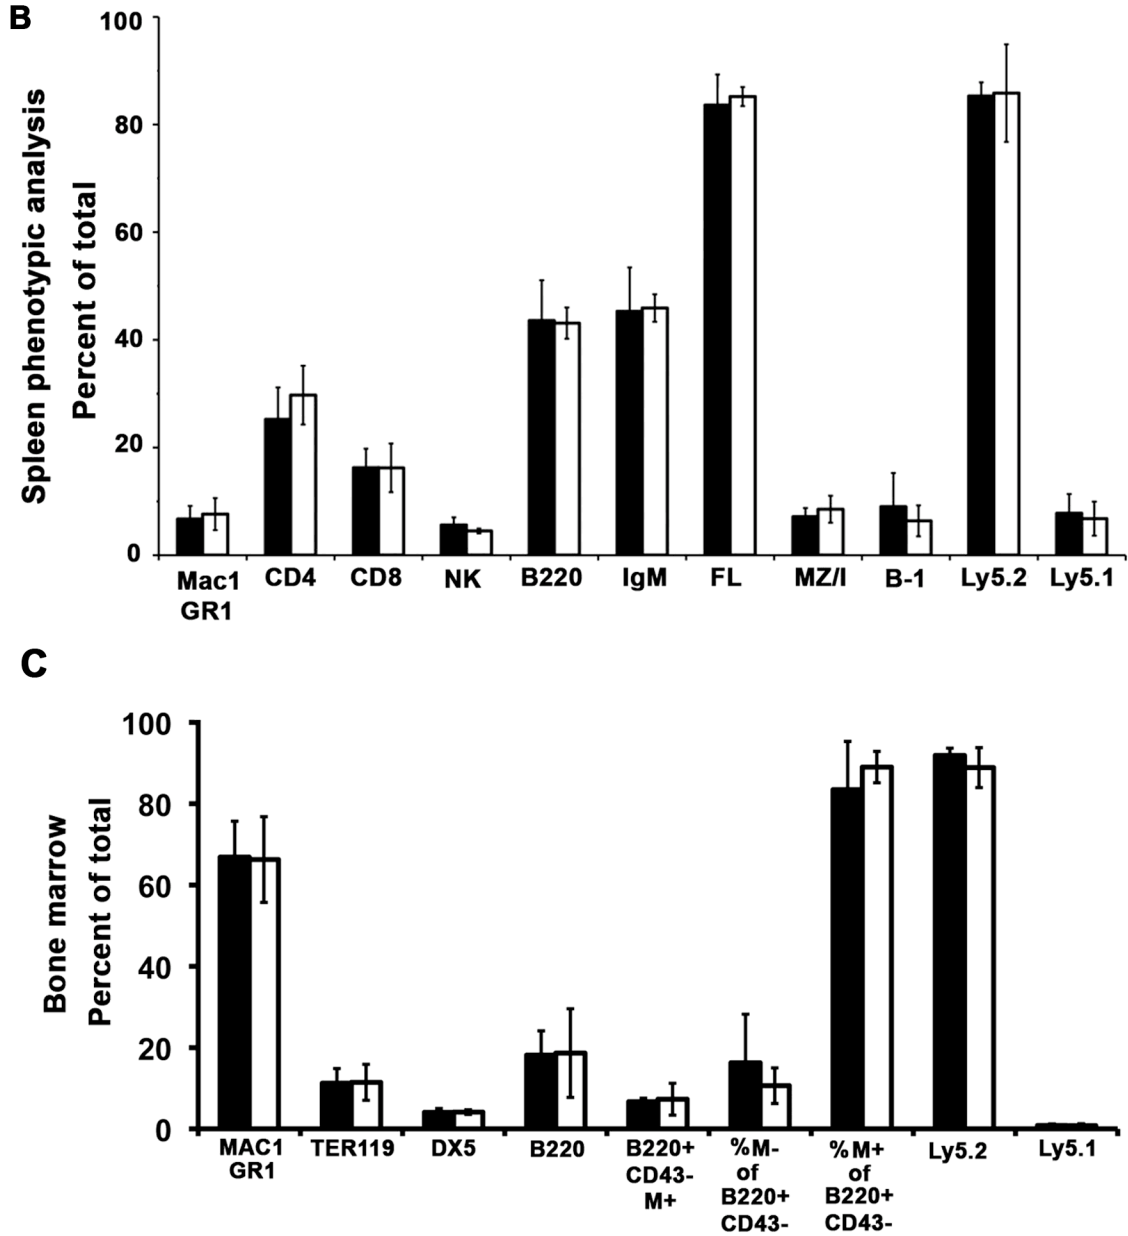 B
Spleen phenotypic analysis
Percent of total
100
80
60
40
20
0
Mac1 CD4 CD8 NK B220 IgM FL MZ/I B-1 Ly5.2 Ly5.1
GR1
C
Bone marrow
Percent of total
100
80
60
40
20
0
MAC1 TER119 DX5 B220 B220+ %M- %M+ Ly5.2 Ly5.1
GR1 CD43- of of
M+ B220+ B220+
CD43- CD43-